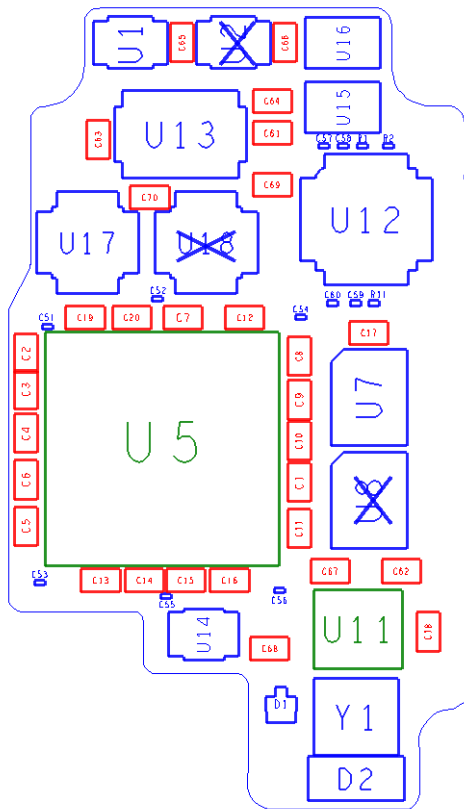 U1 C65 U2 C66 U16
C64 U15
C63 U13 C61
C57 C58 R1 R2
C69
C70 U12
U17 U18
C52
C60 C59 R11
C51 C19 C20 C7 C12 C54
C17
C2 C8
C3 U7
C9
C4 U5 C10
C6 C1 U8
C5 C11
C53 C13 C14 C15 C16 C67 C62
C55 C56
U14 U11 C18
C68
D1 Y1
D2